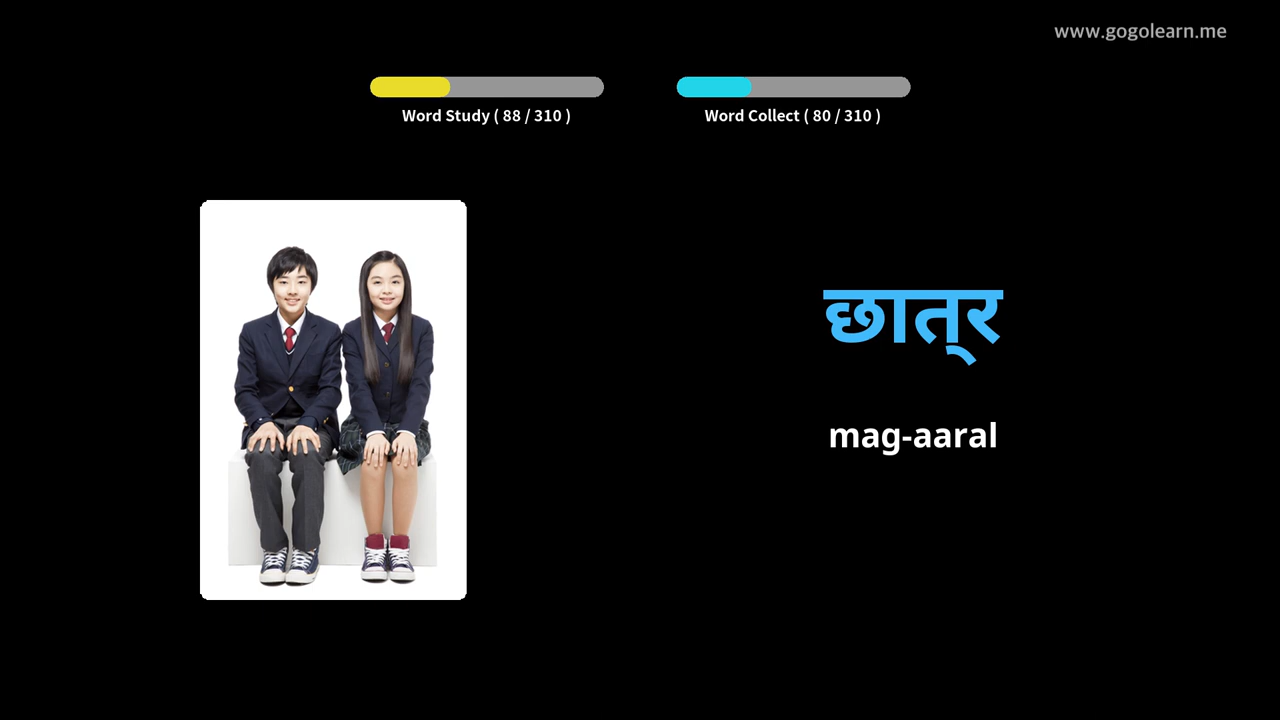 www.gogolearn.me
Word Study ( 88 / 310 )
Word Collect ( 80 / 310 )
छात्र
mag-aaral